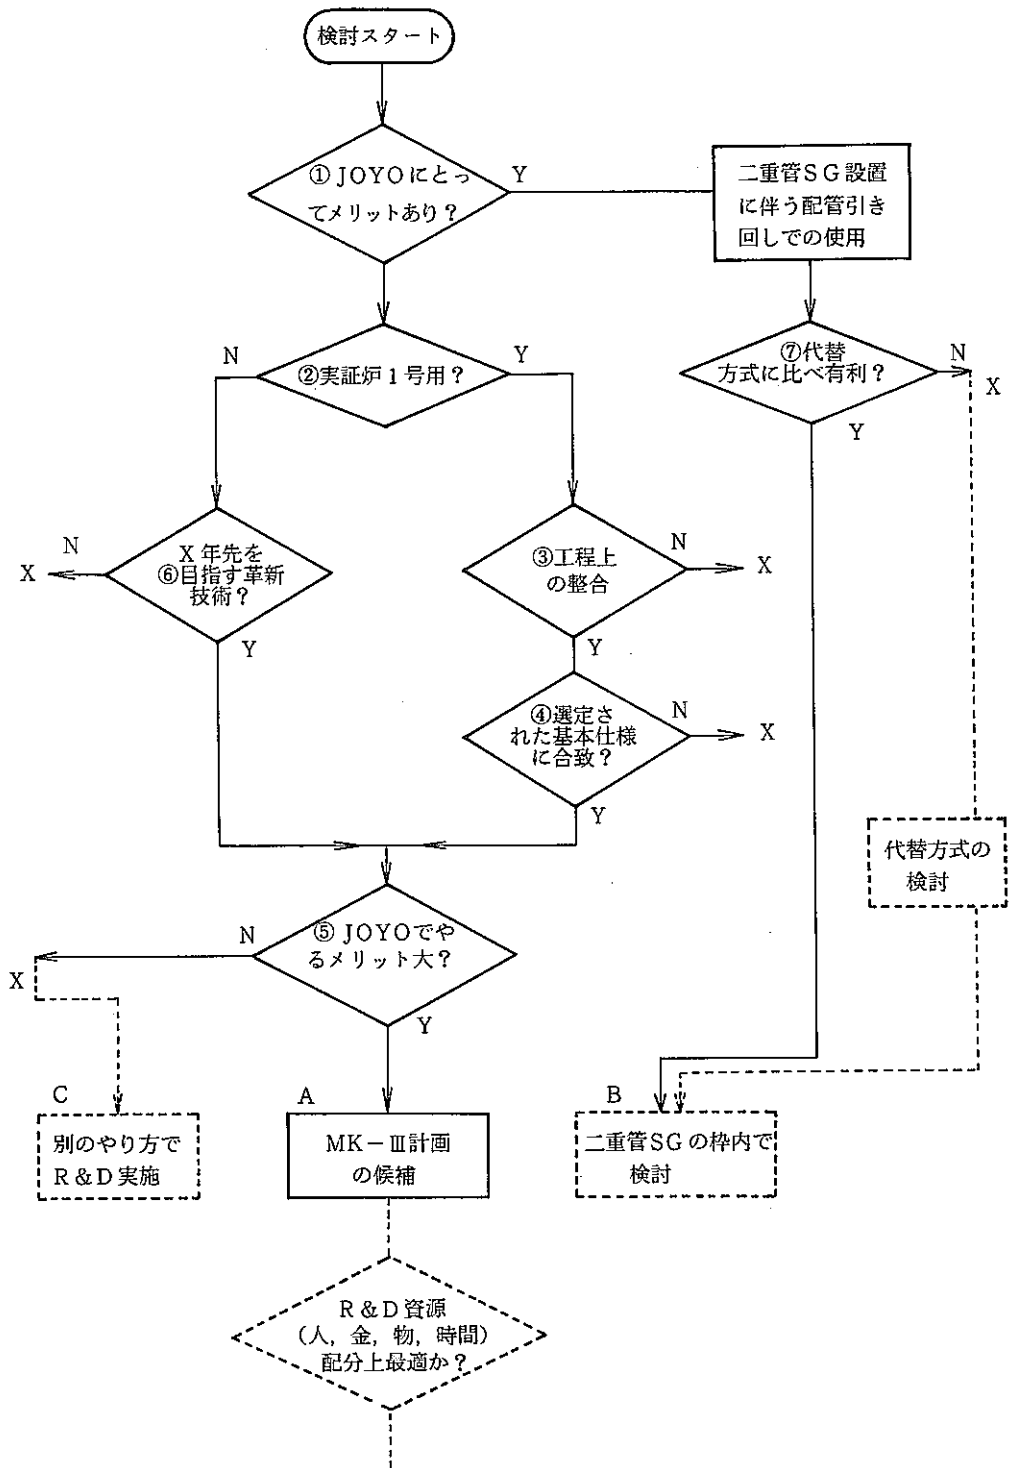 検討スタート
① JOYOにとっ
てメリットあり？
Y
二重管SG設置
に伴う配管引き
回しでの使用
N
②実証炉1号用？
Y
⑦代替
方式に比べ有利？
N
X
Y
X年先を
⑥目指す革新
技術？
N
X
Y
③工程上
の整合
N
X
Y
④選定さ
れた基本仕様
に合致？
N
X
Y
代替方式の
検討
⑤ JOYOでや
るメリット大？
N
X
Y
C
別のやり方で
R＆D実施
A
MK－Ⅲ計画
の候補
B
二重管SGの枠内で
検討
R＆D資源
（人，金，物，時間）
配分上最適か？